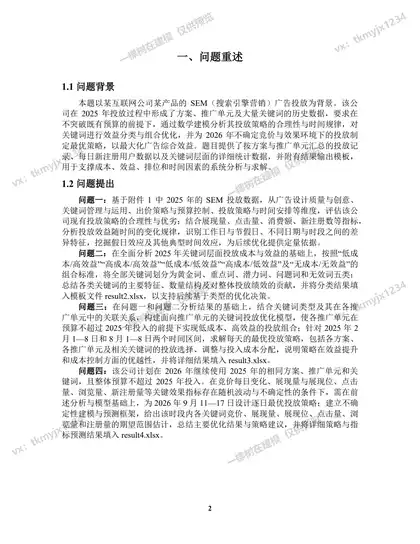 一棵树在建模 仅供预览
vx: tkmyjx1234
一、问题重述
1.1 问题背景
本题以某互联网公司某产品的 SEM（搜索引擎营销）广告投放为背景。该公
司在 2025 年投放过程中形成了方案、推广单元及大量关键词的历史数据，要求在
不突破既有预算的前提下，通过数学建模分析其投放策略的合理性与时间规律，对
关键词进行效益分类与组合优化，并为 2026 年不确定竞价与效果环境下的投放制
定最优策略，以最大化广告综合效益。题目提供了按方案与推广单元汇总的投放记
录、每日新注册用户数据以及关键词层面的详细统计数据，并附有结果输出模板，
用于支撑成本、效益、排位和时间因素的系统分析与求解。
1.2 问题提出
问题一：基于附件 1 中 2025 年的 SEM 投放数据，从广告设计质量与创意、
关键词管理与运用、出价策略与预算控制、投放策略与时间安排等维度，评估该公
司现有投放策略的合理性与优劣；结合展现量、点击量、消费额、新注册数等指标，
分析投放效益随时间的变化规律，识别工作日与节假日、不同日期与时段之间的差
异特征，挖掘假日效应及其他典型时间效应，为后续优化提供定量依据。
问题二：在全面分析 2025 年关键词层面投放成本与效益的基础上，按照“低成
本/高效益”“高成本/高效益”“低成本/低效益”“高成本/低效益”及“无成本/无效益”的
组合标准，将全部关键词划分为黄金词、重点词、潜力词、问题词和无效词五类；
总结各类关键词的主要特征、数量结构及对整体投放绩效的贡献，并将分类结果填
入模板文件 result2.xlsx，以支持后续基于类型的优化决策。
问题三：在问题一和问题二分析结果的基础上，结合关键词类型及其在各推
广单元中的关联关系，构建面向推广单元的关键词投放优化模型，使各推广单元在
预算不超过 2025 年投入的前提下实现低成本、高效益的投放组合；针对 2025 年 2
月 1—8 日和 8 月 1—8 日两个时间区间，求解每天的最优投放策略，包括各方案、
各推广单元及相关关键词的投放选择、调整与投入成本分配，说明策略在效益提升
和成本控制方面的优越性，并将详细结果填入 result3.xlsx。
问题四：该公司计划在 2026 年继续使用 2025 年的相同方案、推广单元和关
键词，且整体预算不超过 2025 年投入。在竞价每日变化、展现量与展现位、点击
量、浏览量、新注册量等关键效果指标存在随机波动与不确定性的条件下，需在前
述分析与模型基础上，为 2026 年 9 月 11—17 日设计逐日最优投放策略；建立不确
定性建模与预测框架，给出该时段内各关键词竞价、展现量、展现位、点击量、浏
览量和注册量的期望范围估计，总结主要优化结果与策略建议，并将详细策略与指
标预测结果填入 result4.xlsx。
2